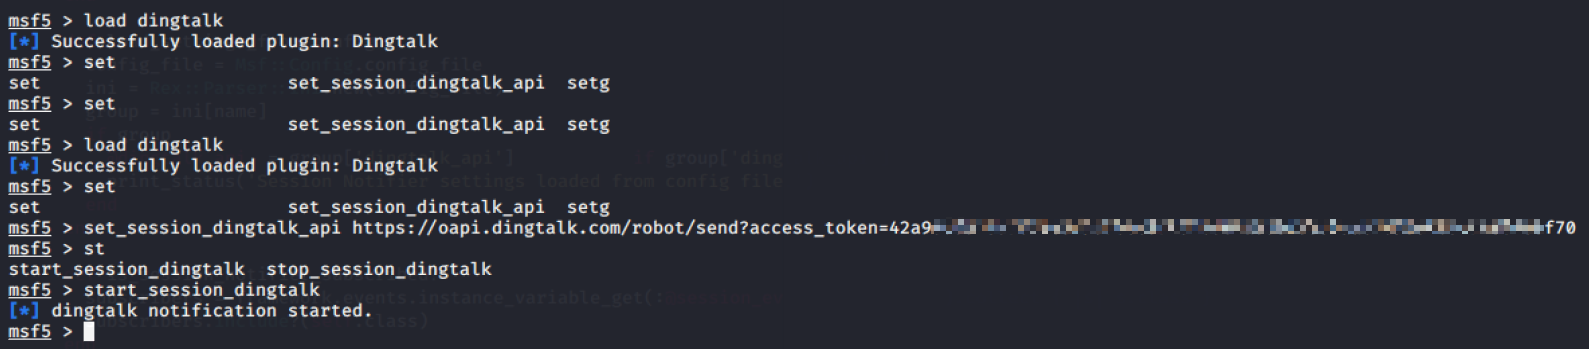 msf5 > load dingtalk
[*] Successfully loaded plugin: Dingtalk
msf5 > set
set set_session_dingtalk_api setg
msf5 > set
set set_session_dingtalk_api setg
msf5 > load dingtalk
[*] Successfully loaded plugin: Dingtalk
msf5 > set
set set_session_dingtalk_api setg
msf5 > set_session_dingtalk_api https://oapi.dingtalk.com/robot/send?access_token=42a9 f70
msf5 > st
start_session_dingtalk stop_session_dingtalk
msf5 > start_session_dingtalk
[*] dingtalk notification started.
msf5 >